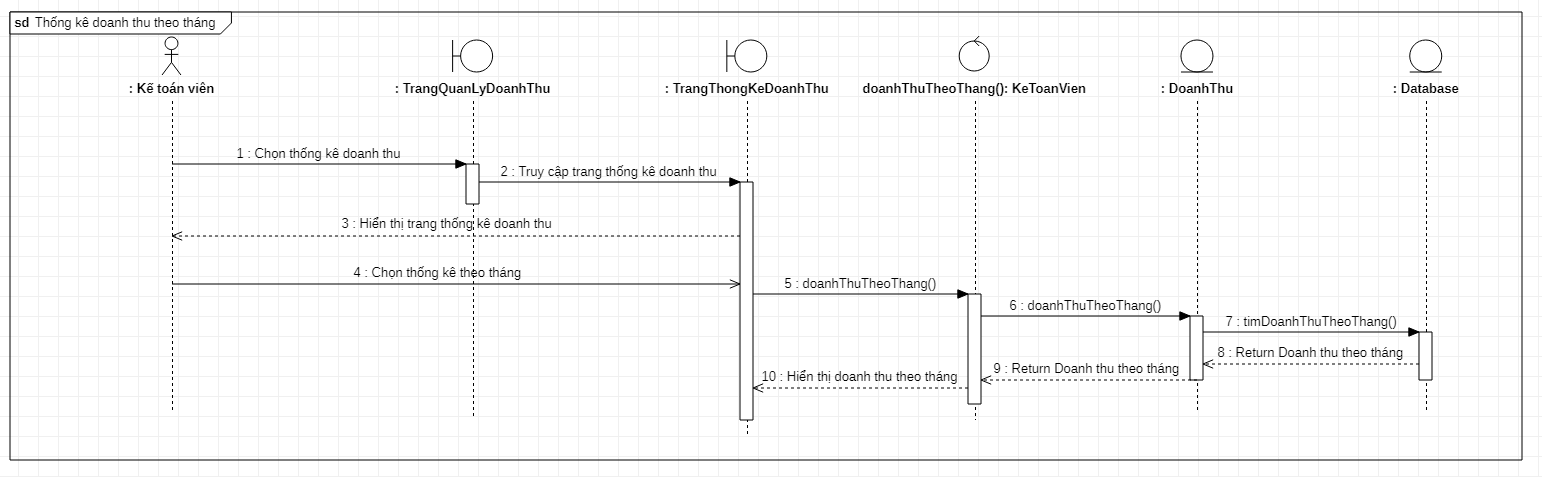 sd Thống kê doanh thu theo tháng
: Kế toán viên
: TrangQuanLyDoanhThu
: TrangThongKeDoanhThu
doanhThuTheoThang(): KeToanVien
: DoanhThu
: Database
1 : Chọn thống kê doanh thu
2 : Truy cập trang thống kê doanh thu
3 : Hiển thị trang thống kê doanh thu
4 : Chọn thống kê theo tháng
5 : doanhThuTheoThang()
6 : doanhThuTheoThang()
7 : timDoanhThuTheoThang()
8 : Return Doanh thu theo tháng
9 : Return Doanh thu theo tháng
10 : Hiển thị doanh thu theo tháng